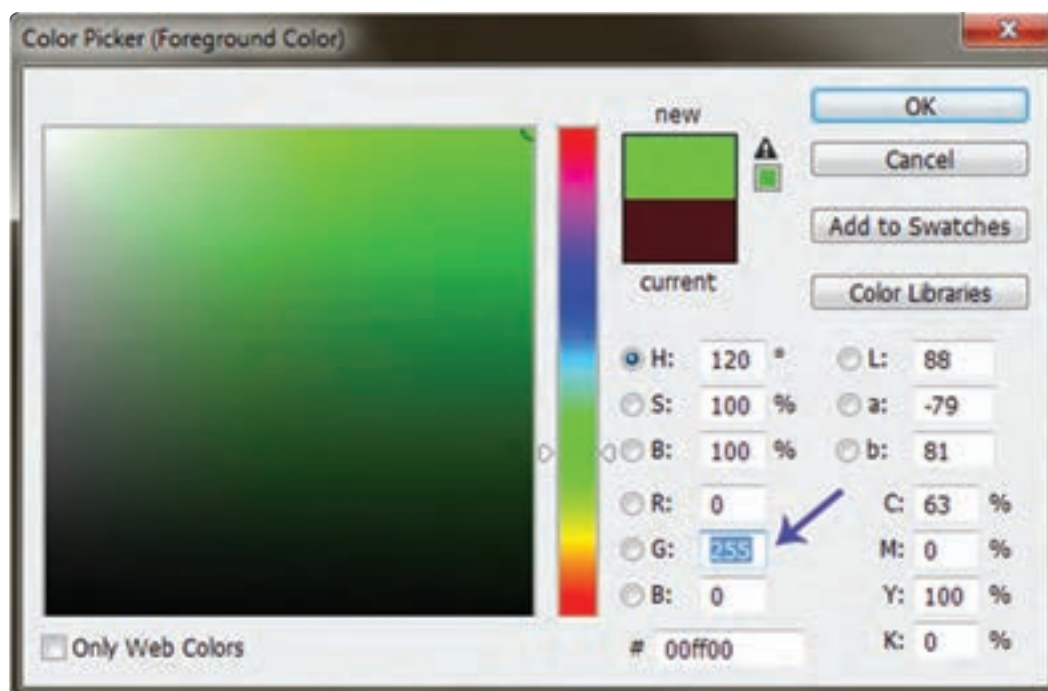 Color Picker (Foreground Color)
new
current
OK
Cancel
Add to Swatches
Color Libraries
H: 120 °
S: 100 %
B: 100 %
R: 0
G: 255
B: 0
# 00ff00
L: 88
a: -79
b: 81
C: 63 %
M: 0 %
Y: 100 %
K: 0 %
Only Web Colors